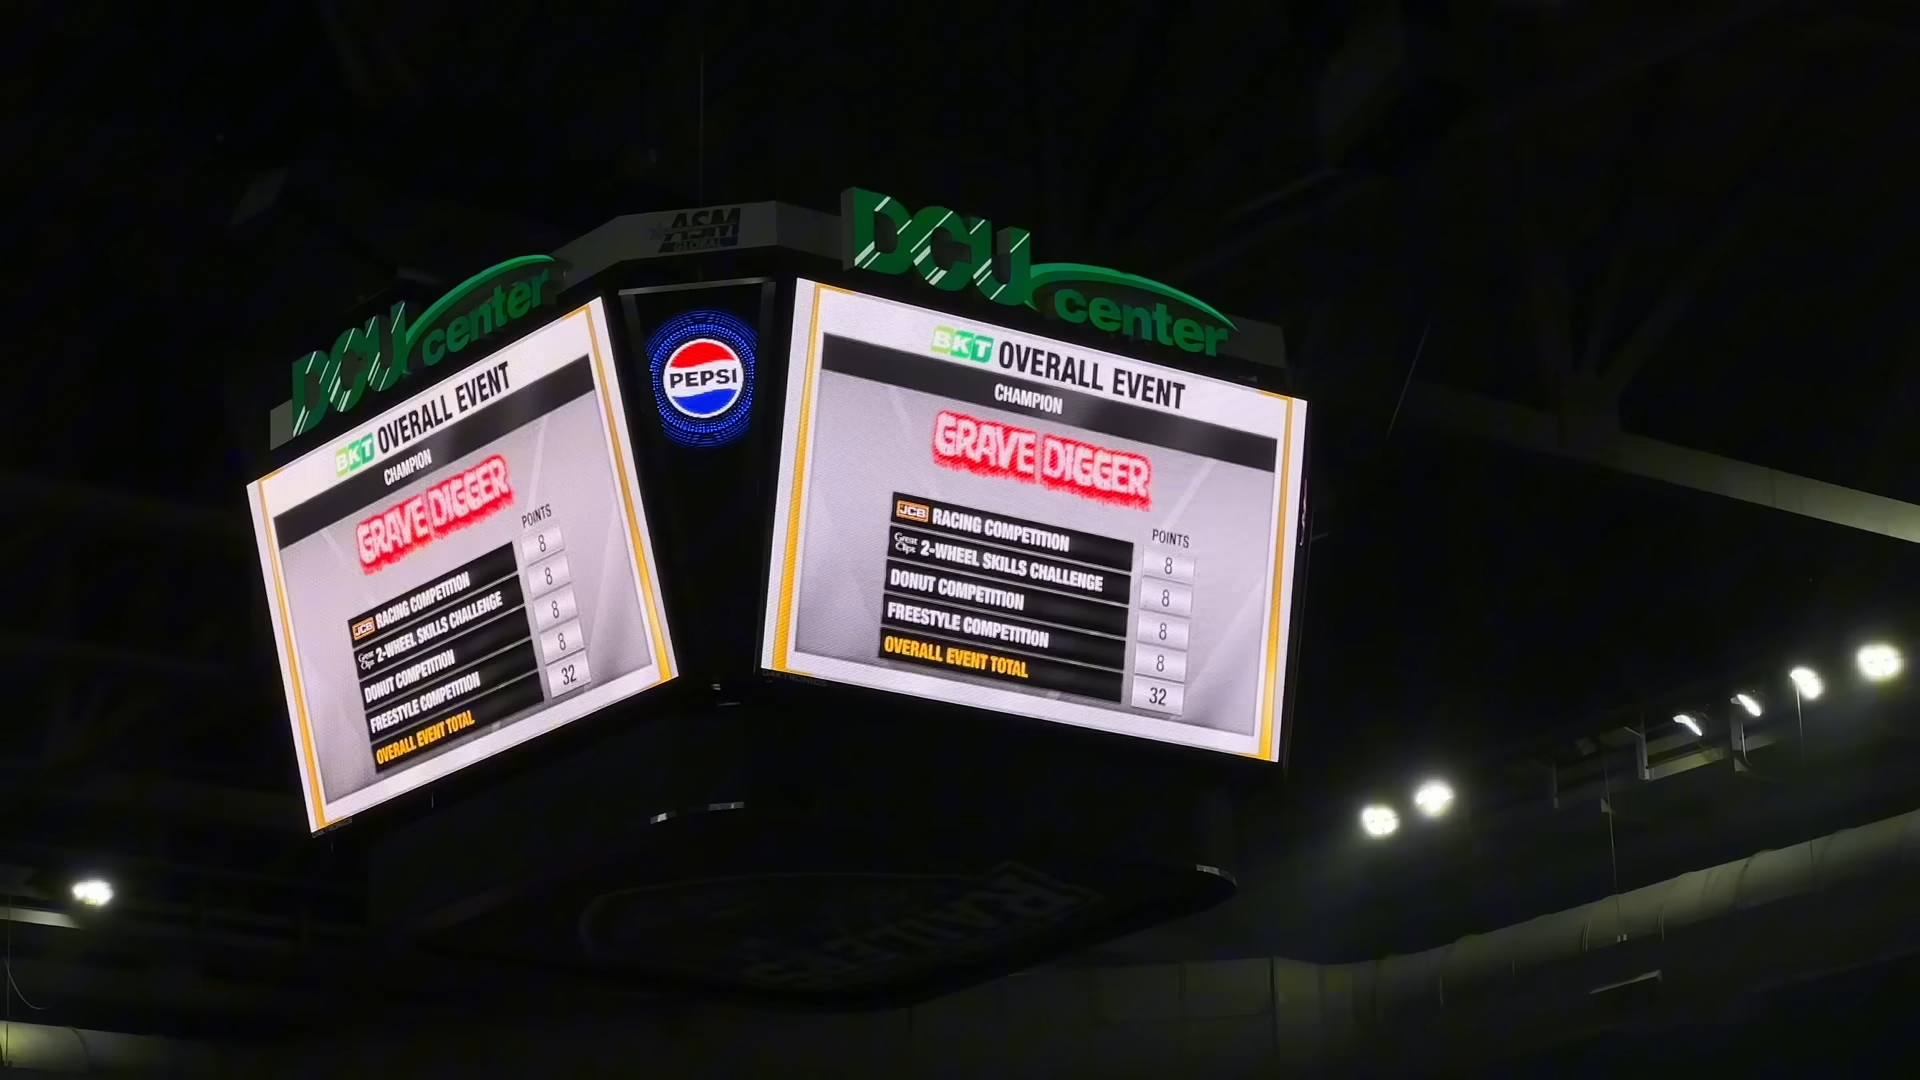 ASM
GLOBAL
DCU center
BKT OVERALL EVENT
CHAMPION
GRAVE DIGGER
POINTS
JCB RACING COMPETITION 8
Great Clips 2-WHEEL SKILLS CHALLENGE 8
DONUT COMPETITION 8
FREESTYLE COMPETITION 8
OVERALL EVENT TOTAL 32
PEPSI
DCU center
BKT OVERALL EVENT
CHAMPION
GRAVE DIGGER
POINTS
JCB RACING COMPETITION 8
Great Clips 2-WHEEL SKILLS CHALLENGE 8
DONUT COMPETITION 8
FREESTYLE COMPETITION 8
OVERALL EVENT TOTAL 32
RAILERS